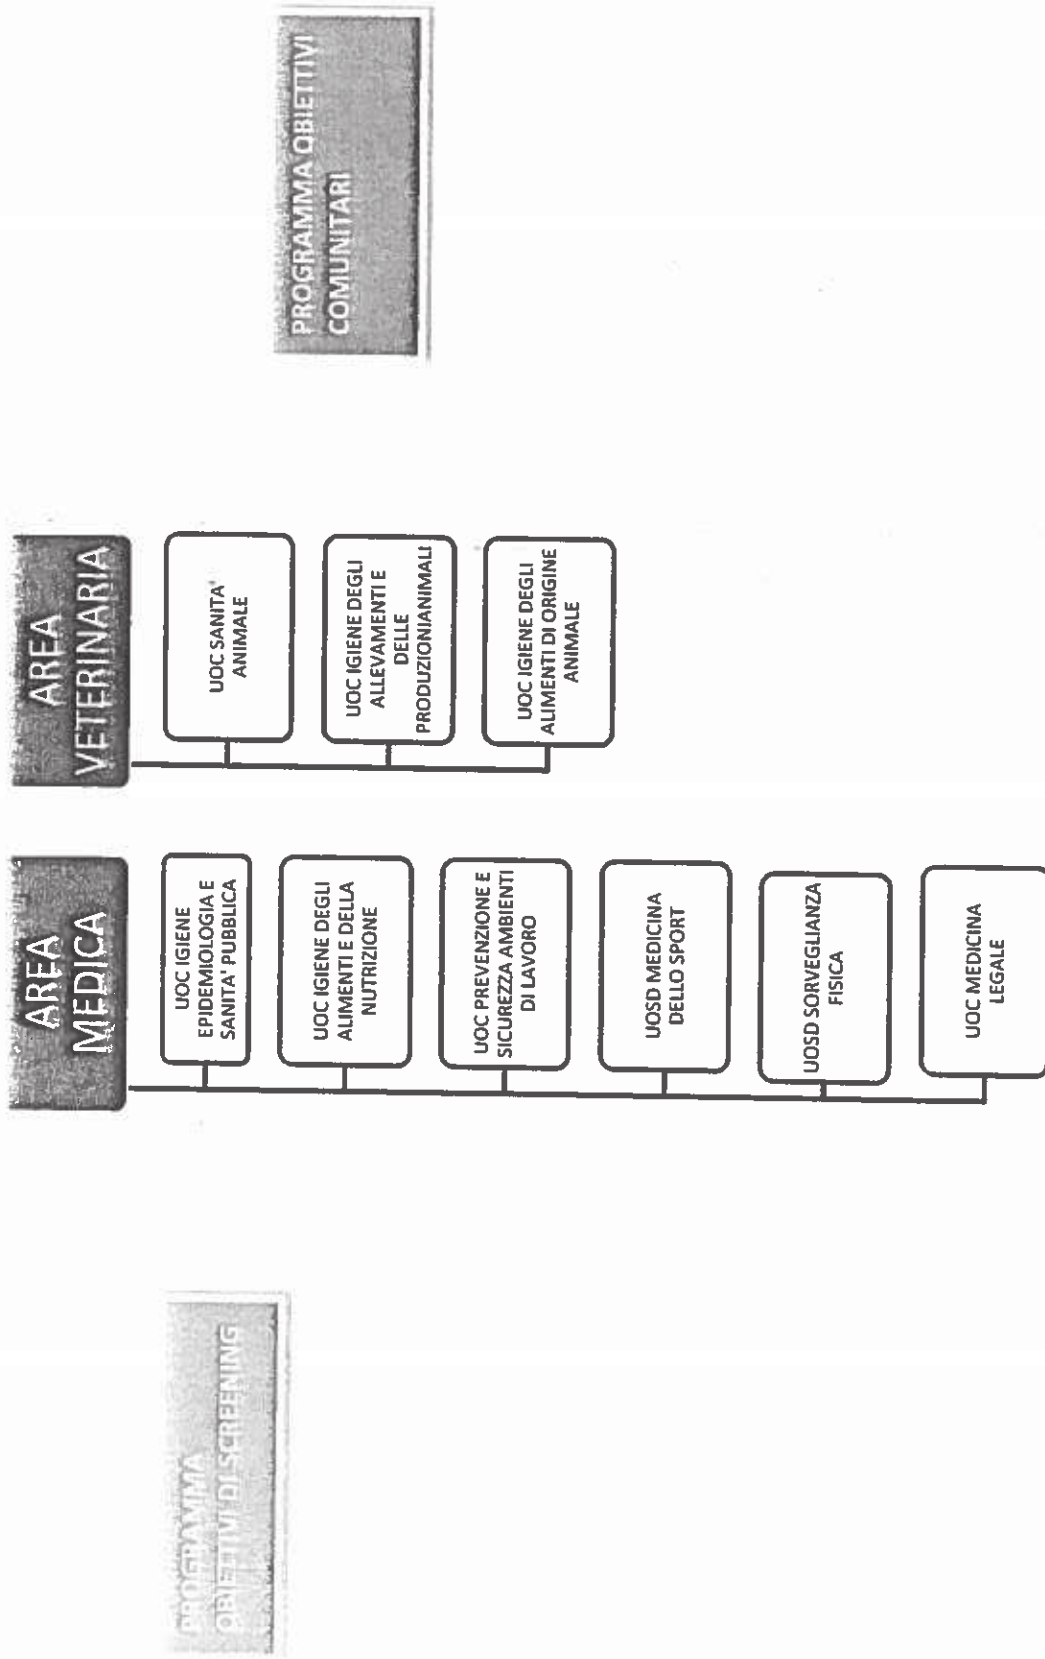 PROGRAMMA
OBIETTIVI DI SCREENING
AREA
MEDICA
UOC IGIENE
EPIDEMIOLOGIA E
SANITA' PUBBLICA
UOC IGIENE DEGLI
ALIMENTI E DELLA
NUTRIZIONE
UOC PREVENZIONE E
SICUREZZA AMBIENTI
DI LAVORO
UOSD MEDICINA
DELLO SPORT
UOSD SORVEGLIANZA
FISICA
UOC MEDICINA
LEGALE
AREA
VETERINARIA
UOC SANITA'
ANIMALE
UOC IGIENE DEGLI
ALLEVAMENTI E
DELLE
PRODUZIONIANIMALI
UOC IGIENE DEGLI
ALIMENTI DI ORIGINE
ANIMALE
PROGRAMMA OBIETTIVI
COMUNITARI